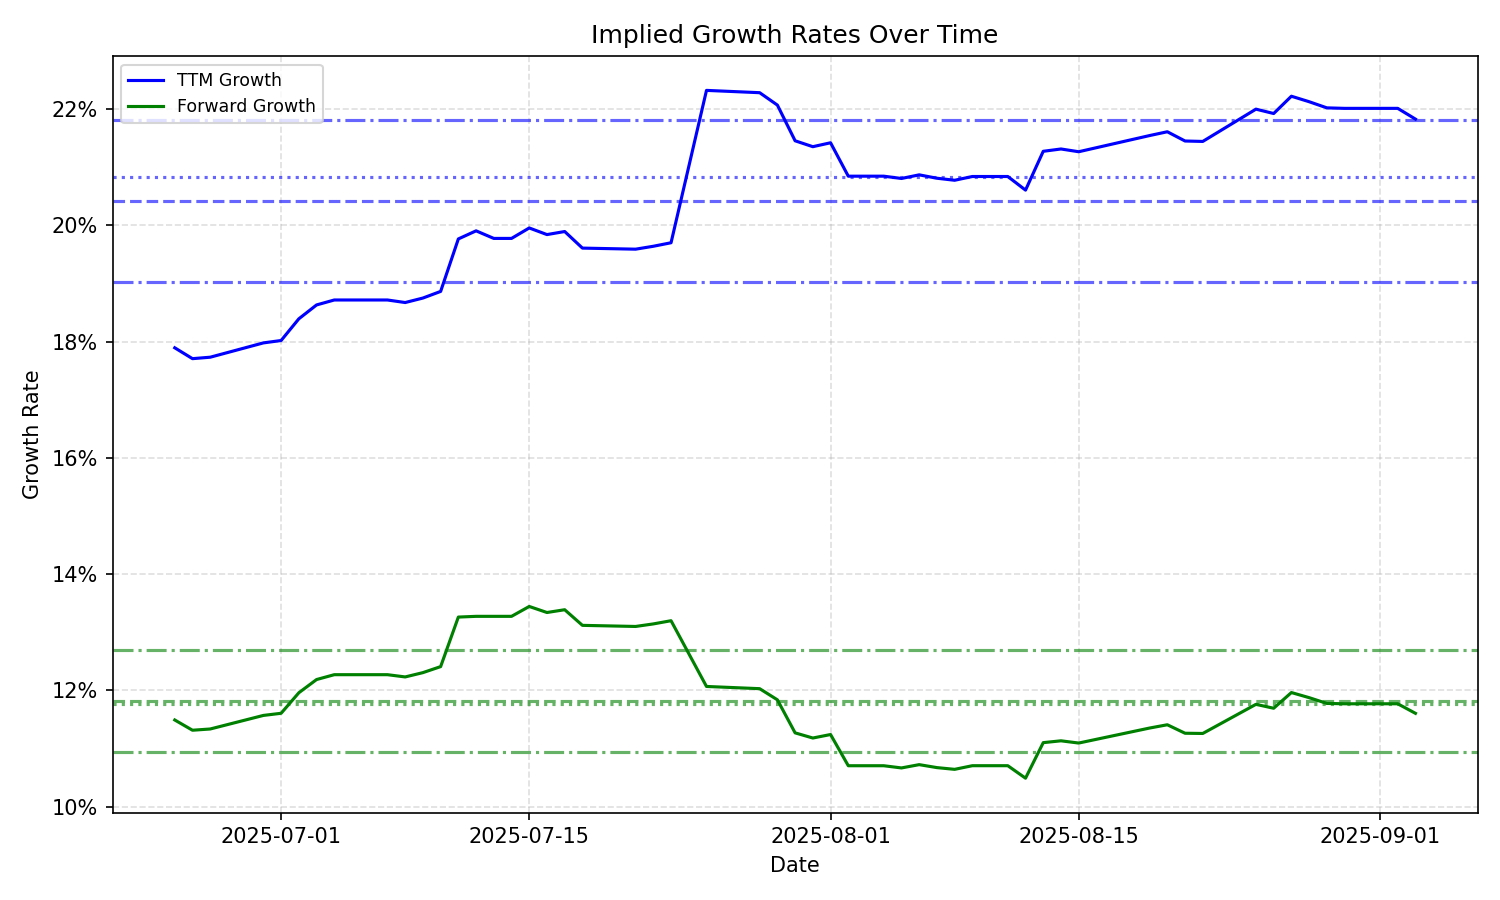 Implied Growth Rates Over Time
TTM Growth
Forward Growth
22%
20%
18%
16%
14%
12%
10%
Growth Rate
2025-07-01
2025-07-15
2025-08-01
2025-08-15
2025-09-01
Date